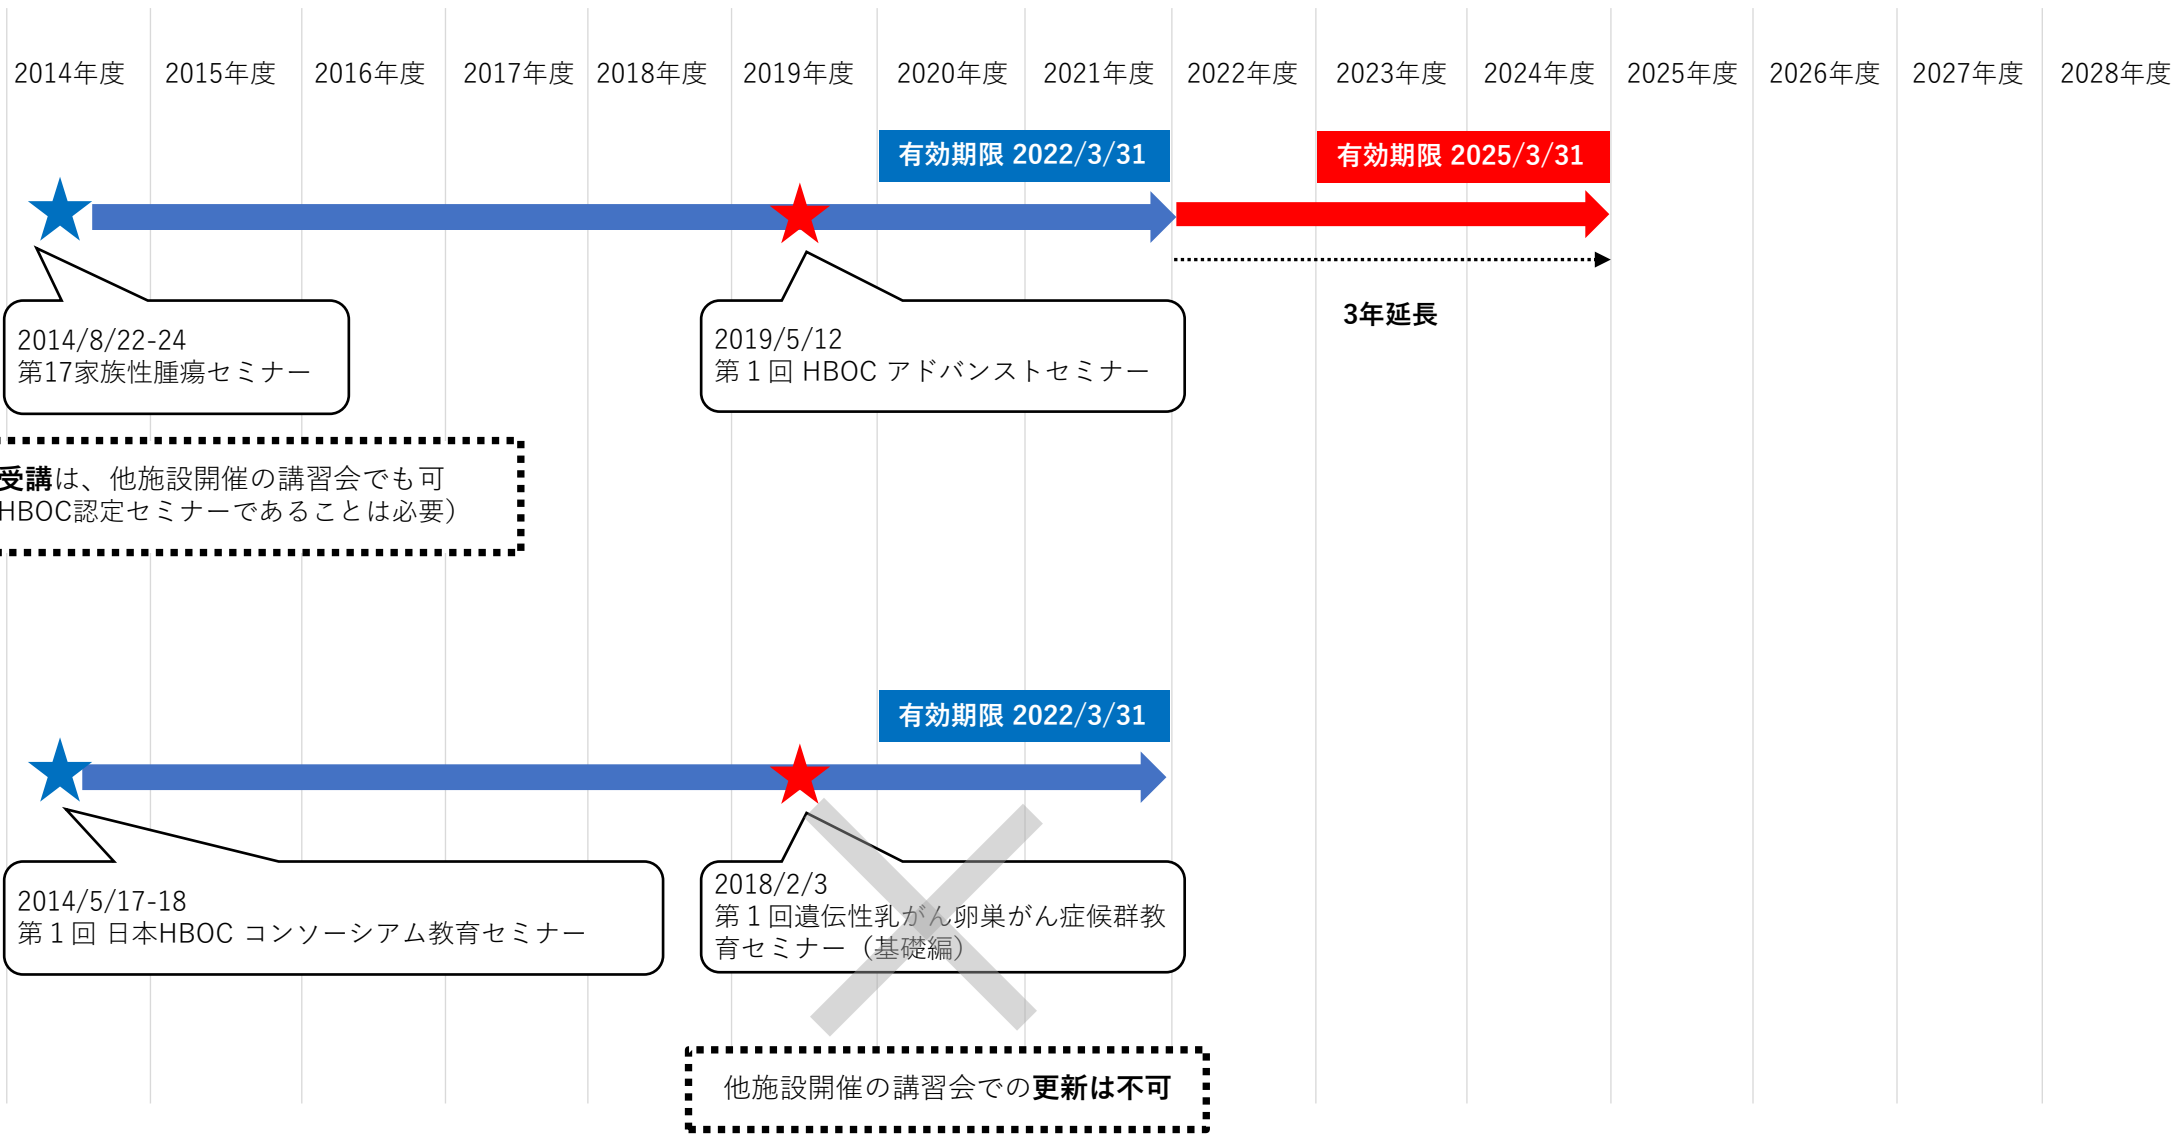 2014年度
2015年度
2016年度
2017年度
2018年度
2019年度
2020年度
2021年度
2022年度
2023年度
2024年度
2025年度
2026年度
2027年度
2028年度
有効期限 2022/3/31
有効期限 2025/3/31
2014/8/22-24
第17家族性腫瘍セミナー
2019/5/12
第１回 HBOC アドバンストセミナー
3年延長
受講は、他施設開催の講習会でも可
HBOC認定セミナーであることは必要）
有効期限 2022/3/31
2014/5/17-18
第１回 日本HBOC コンソーシアム教育セミナー
2018/2/3
第１回遺伝性乳がん卵巣がん症候群教
育セミナー（基礎編）
他施設開催の講習会での更新は不可